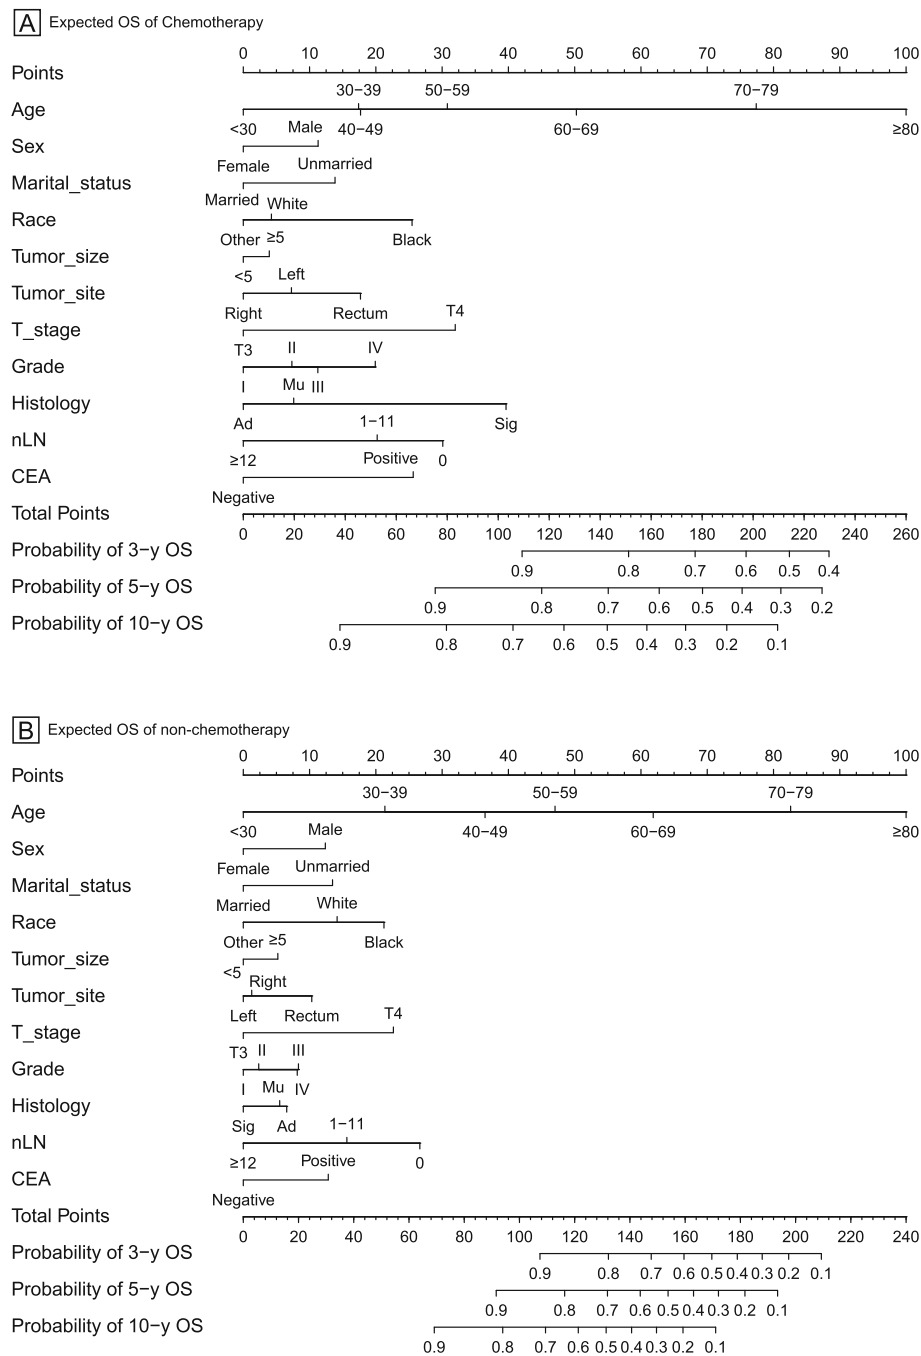 A Expected OS of Chemotherapy
0 10 20 30 40 50 60 70 80 90 100
Points
30−39 50−59 70−79
Age
<30 Male 40−49 60−69 ≥80
Sex
Female Unmarried
Marital_status
Married White
Race
Other ≥5 Black
Tumor_size
<5 Left
Tumor_site
Right Rectum T4
T_stage
T3 II IV
Grade
I Mu III
Histology
Ad 1−11 Sig
nLN
≥12 Positive 0
CEA
Negative
Total Points
0 20 40 60 80 100 120 140 160 180 200 220 240 260
Probability of 3−y OS
0.9 0.8 0.7 0.6 0.5 0.4
Probability of 5−y OS
0.9 0.8 0.7 0.6 0.5 0.4 0.3 0.2
Probability of 10−y OS
0.9 0.8 0.7 0.6 0.5 0.4 0.3 0.2 0.1
B Expected OS of non-chemotherapy
0 10 20 30 40 50 60 70 80 90 100
Points
30−39 50−59 70−79
Age
<30 Male 40−49 60−69 ≥80
Sex
Female Unmarried
Marital_status
Married White
Race
Other ≥5 Black
Tumor_size
<5 Right
Tumor_site
Left Rectum T4
T_stage
T3 II III
Grade
I Mu IV
Histology
Sig Ad 1−11
nLN
≥12 Positive 0
CEA
Negative
Total Points
0 20 40 60 80 100 120 140 160 180 200 220 240
Probability of 3−y OS
0.9 0.8 0.7 0.6 0.5 0.4 0.3 0.2 0.1
Probability of 5−y OS
0.9 0.8 0.7 0.6 0.5 0.4 0.3 0.2 0.1
Probability of 10−y OS
0.9 0.8 0.7 0.6 0.5 0.4 0.3 0.2 0.1